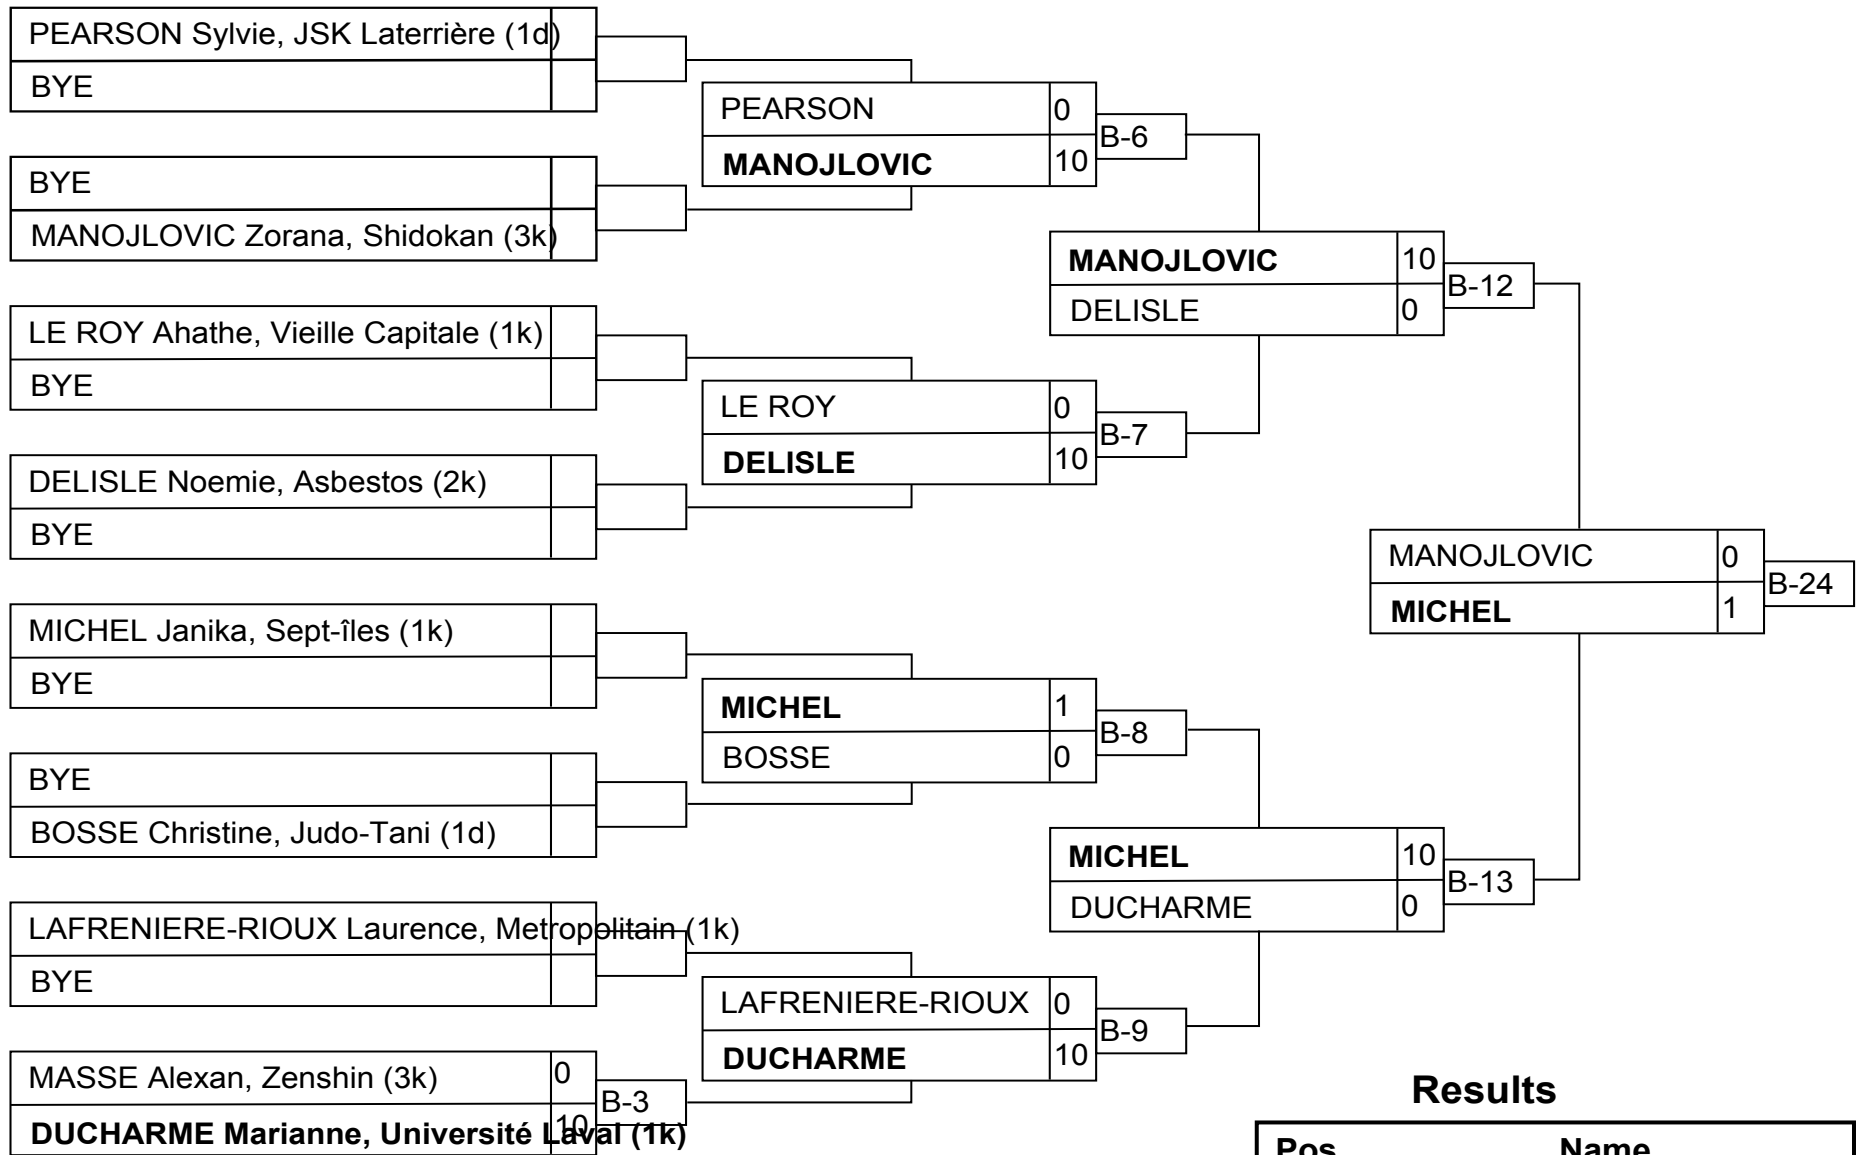 PEARSON Sylvie, JSK Laterrière (1d)
BYE
BYE
MANOJLOVIC Zorana, Shidokan (3k)
LE ROY Ahathe, Vieille Capitale (1k)
BYE
DELISLE Noemie, Asbestos (2k)
BYE
MICHEL Janika, Sept-îles (1k)
BYE
BYE
BOSSE Christine, Judo-Tani (1d)
LAFRENIERE-RIOUX Laurence, Metropolitain (1k)
BYE
MASSE Alexan, Zenshin (3k) 0
DUCHARME Marianne, Université Laval (1k) 10
B-3
PEARSON 0
MANOJLOVIC 10
B-6
LE ROY 0
DELISLE 10
B-7
MICHEL 1
BOSSE 0
B-8
LAFRENIERE-RIOUX 0
DUCHARME 10
B-9
MANOJLOVIC 10
DELISLE 0
B-12
MICHEL 10
DUCHARME 0
B-13
MANOJLOVIC 0
MICHEL 1
B-24
Results
Pos Name